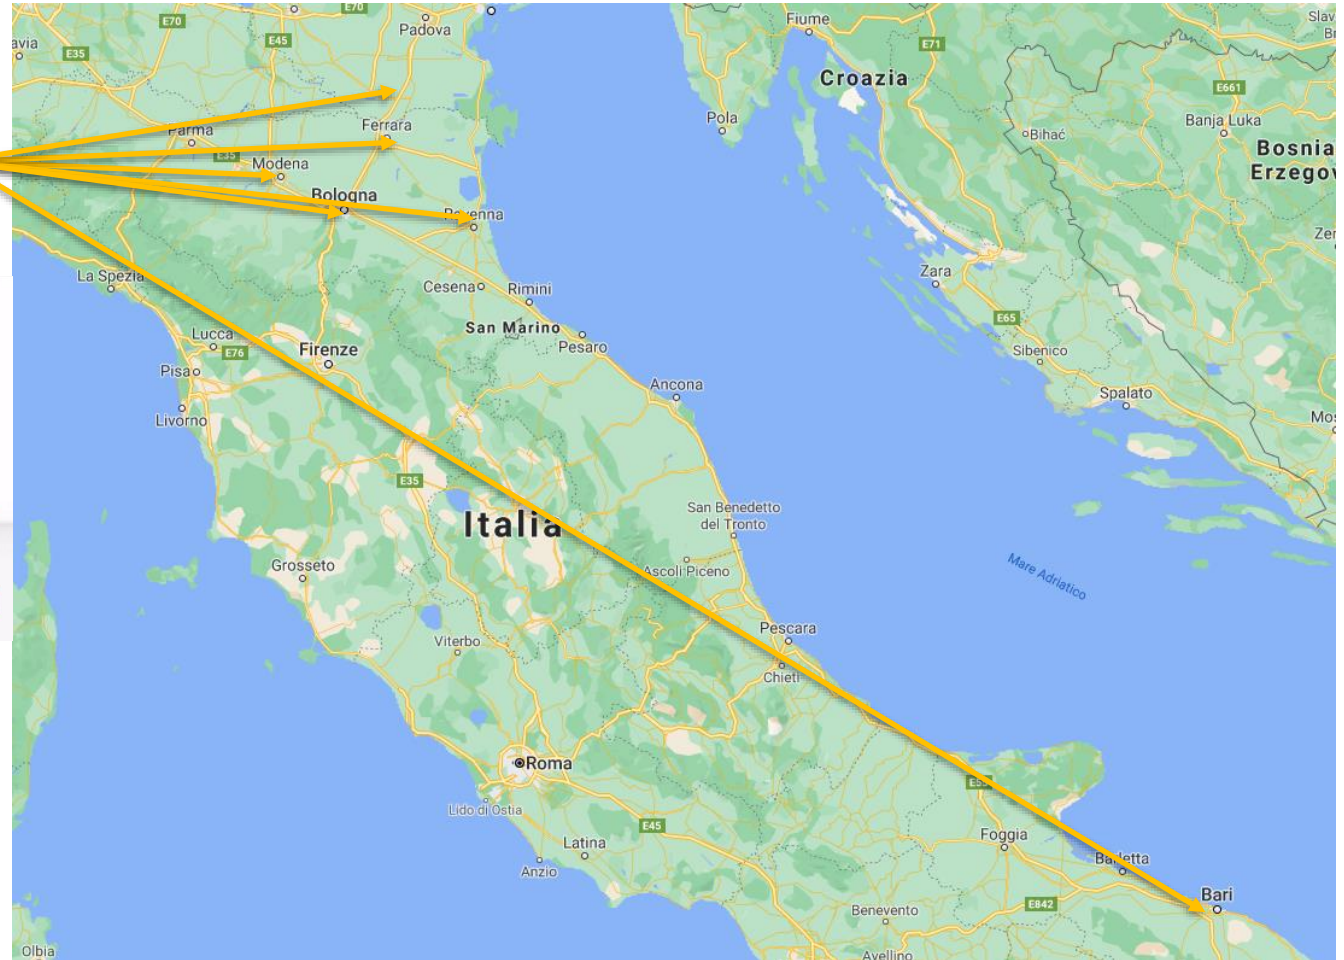 E70
E70
Padova
Fiume
E71
Slav
Br
avia
E35
E45
Croazia
E661
Banja Luka
Pola
Bihać
Bosnia
Erzegov
Parma
Ferrara
E35
Modena
Bologna
Ravenna
Zer
Zara
La Spezia
Cesena
Rimini
San Marino
Pesaro
E65
Sibenico
Lucca
E76
Firenze
Pisa
Livorno
Ancona
Spalato
Mos
E35
San Benedetto
del Tronto
Italia
Mare Adriatico
Grosseto
Ascoli Piceno
Viterbo
Pescara
Chieti
Roma
Lido di Ostia
E55
E45
Latina
Anzio
Foggia
Barletta
Bari
E842
Benevento
Avellino
Olbia